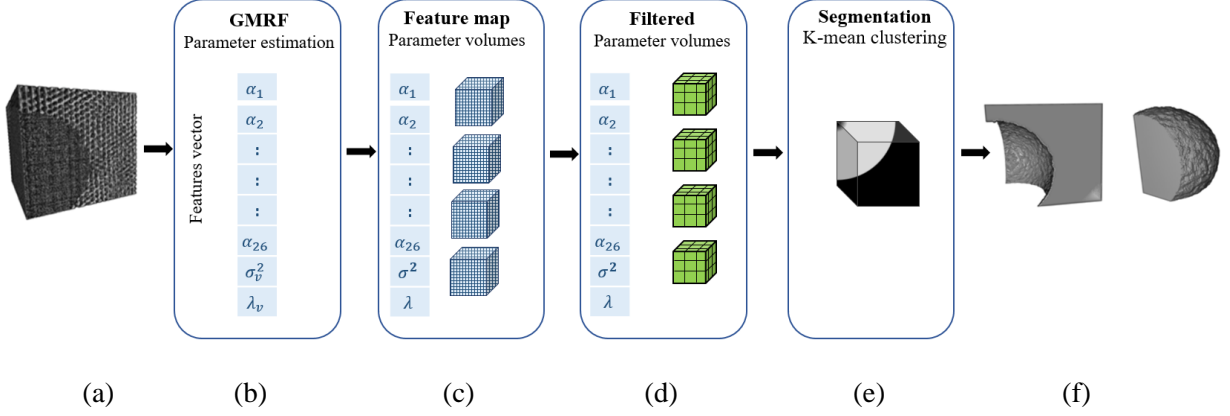 GMRF
Parameter estimation
Features vector
α₁
α₂
:
:
:
α₂₆
σᵥ²
λᵥ
Feature map
Parameter volumes
α₁
α₂
:
:
:
α₂₆
σ²
λ
Filtered
Parameter volumes
α₁
α₂
:
:
:
α₂₆
σ²
λ
Segmentation
K-mean clustering
(a) (b) (c) (d) (e) (f)